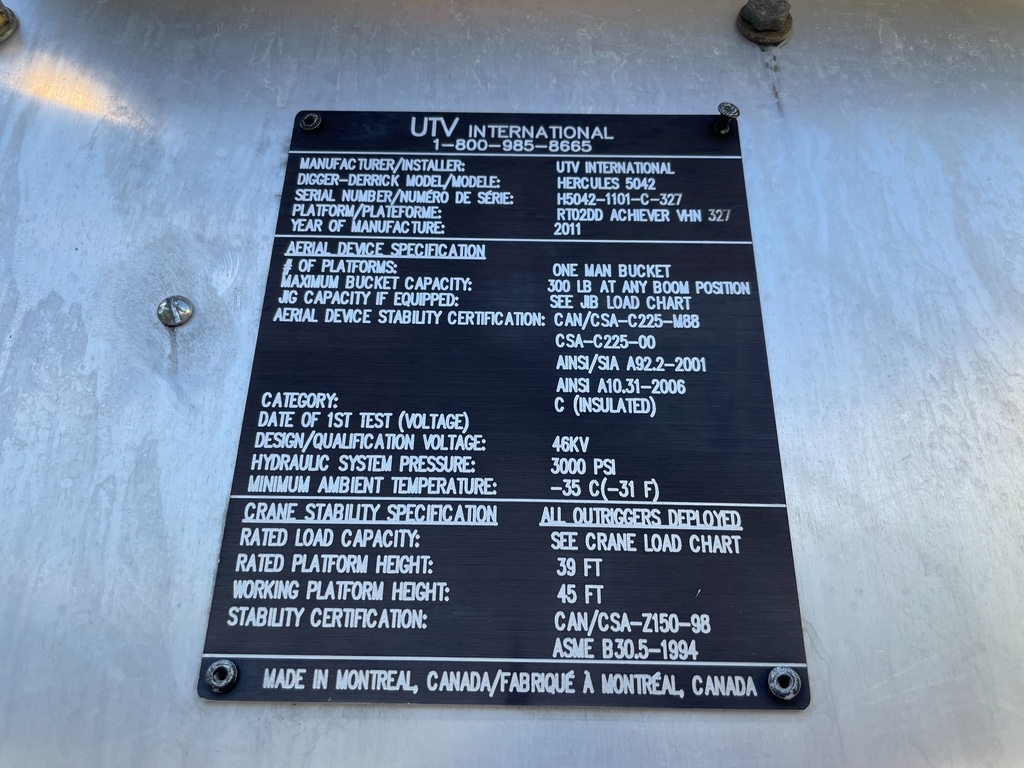 UTV INTERNATIONAL
1-800-985-8665
MANUFACTURER/INSTALLER: UTV INTERNATIONAL
DIGGER-DERRICK MODEL/MODELE: HERCULES 5042
SERIAL NUMBER/NUMÉRO DE SÉRIE: H5042-1101-C-327
PLATFORM/PLATEFORME: RT02DD ACHIEVER VHN 327
YEAR OF MANUFACTURE: 2011
AERIAL DEVICE SPECIFICATION
# OF PLATFORMS: ONE MAN BUCKET
MAXIMUM BUCKET CAPACITY: 300 LB AT ANY BOOM POSITION
JIG CAPACITY IF EQUIPPED: SEE JIB LOAD CHART
AERIAL DEVICE STABILITY CERTIFICATION: CAN/CSA-C225-M88
CSA-C225-00
AINSI/SIA A92.2-2001
AINSI A10.31-2006
CATEGORY: C (INSULATED)
DATE OF 1ST TEST (VOLTAGE)
DESIGN/QUALIFICATION VOLTAGE: 46KV
HYDRAULIC SYSTEM PRESSURE: 3000 PSI
MINIMUM AMBIENT TEMPERATURE: -35 C(-31 F)
CRANE STABILITY SPECIFICATION ALL OUTRIGGERS DEPLOYED
RATED LOAD CAPACITY: SEE CRANE LOAD CHART
RATED PLATFORM HEIGHT: 39 FT
WORKING PLATFORM HEIGHT: 45 FT
STABILITY CERTIFICATION: CAN/CSA-Z150-98
ASME B30.5-1994
MADE IN MONTREAL, CANADA/FABRIQUÉ À MONTRÉAL, CANADA